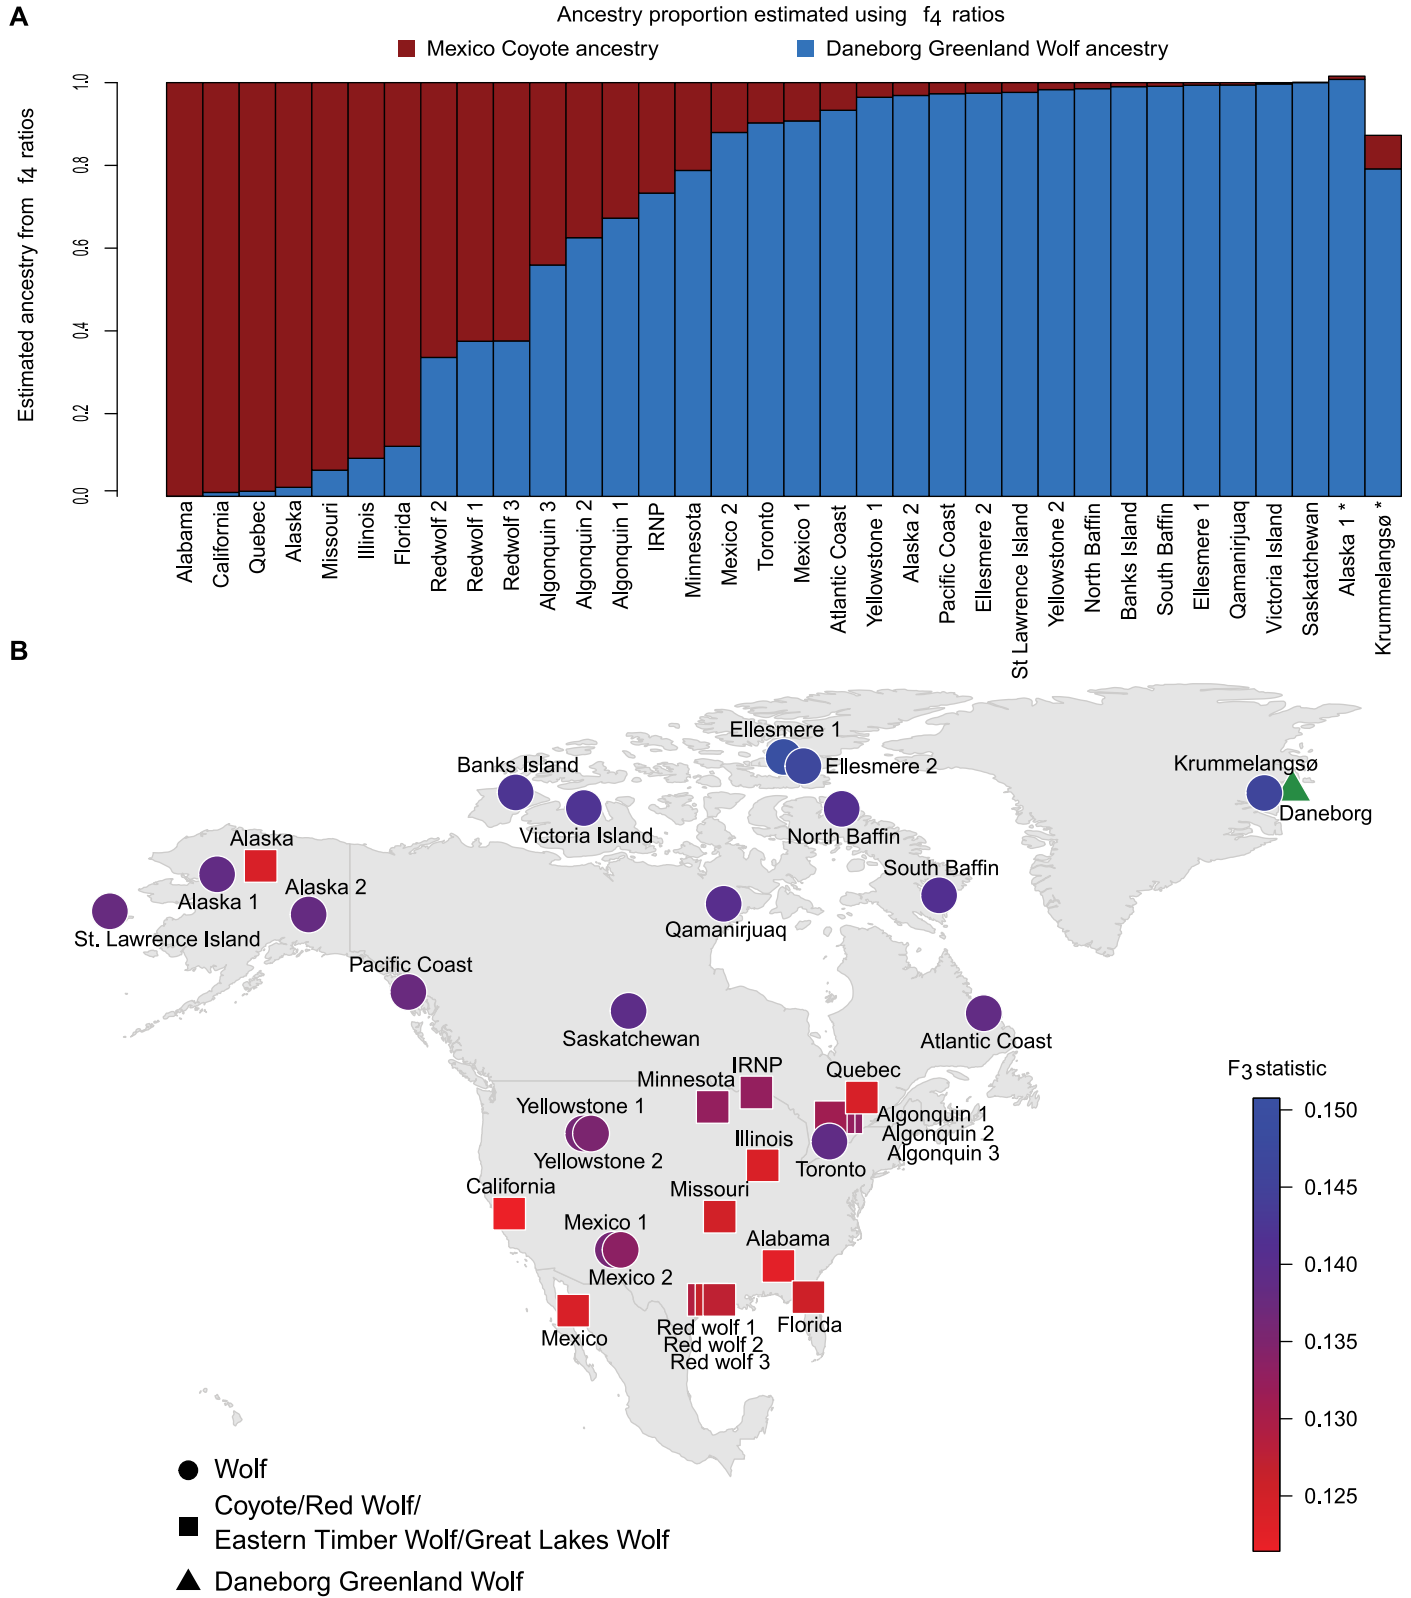 A
Ancestry proportion estimated using f4 ratios
Mexico Coyote ancestry
Daneborg Greenland Wolf ancestry
Estimated ancestry from f4 ratios
1.0
0.8
0.6
0.4
0.2
0.0
Alabama
California
Quebec
Alaska
Missouri
Illinois
Florida
Redwolf 2
Redwolf 1
Redwolf 3
Algonquin 3
Algonquin 2
Algonquin 1
IRNP
Minnesota
Mexico 2
Toronto
Mexico 1
Atlantic Coast
Yellowstone 1
Alaska 2
Pacific Coast
Ellesmere 2
St Lawrence Island
Yellowstone 2
North Baffin
Banks Island
South Baffin
Ellesmere 1
Qamanirjuaq
Victoria Island
Saskatchewan
Alaska 1 *
Krummelangsø *
B
Ellesmere 1
Ellesmere 2
Banks Island
Victoria Island
North Baffin
Krummelangsø
Daneborg
Alaska
Alaska 1
Alaska 2
South Baffin
St. Lawrence Island
Qamanirjuaq
Pacific Coast
Saskatchewan
Atlantic Coast
IRNP
Minnesota
Quebec
Yellowstone 1
Algonquin 1
Algonquin 2
Algonquin 3
Illinois
Yellowstone 2
Toronto
California
Missouri
Mexico 1
Alabama
Mexico 2
Mexico
Red wolf 1
Red wolf 2
Red wolf 3
Florida
F3 statistic
0.150
0.145
0.140
0.135
0.130
0.125
Wolf
Coyote/Red Wolf/
Eastern Timber Wolf/Great Lakes Wolf
Daneborg Greenland Wolf